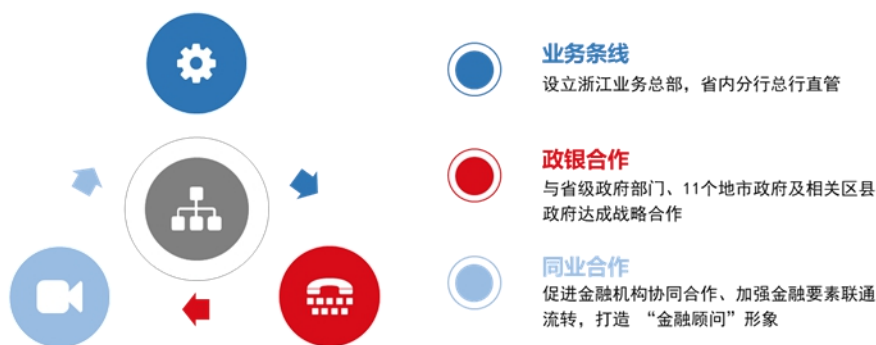 业务条线
设立浙江业务总部，省内分行总行直管
政银合作
与省级政府部门、11个地市政府及相关区县
政府达成战略合作
同业合作
促进金融机构协同合作、加强金融要素联通
流转，打造 “金融顾问”形象